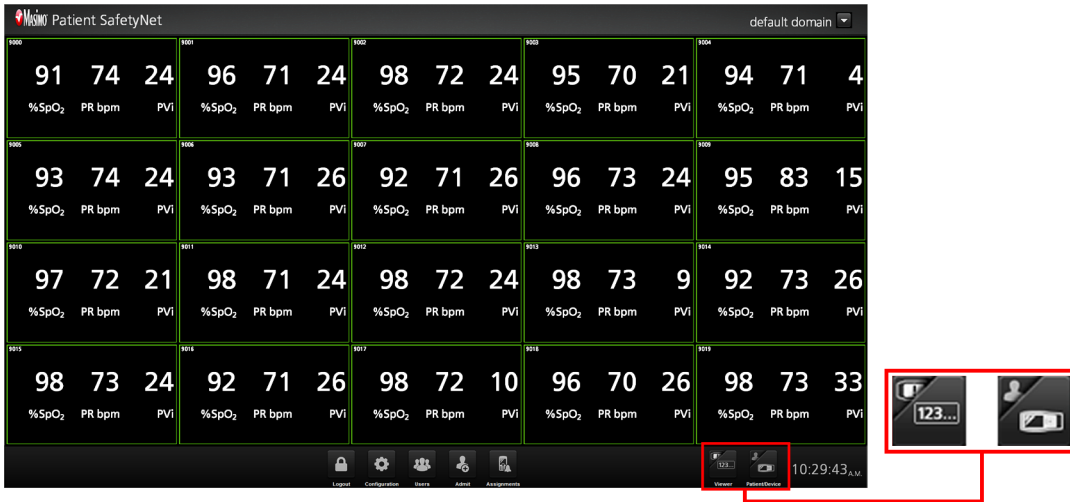 Masimo Patient SafetyNet
default domain
9000 9001 9002 9003 9004
91 74 24 96 71 24 98 72 24 95 70 21 94 71 4
%SpO₂ PR bpm PVi %SpO₂ PR bpm PVi %SpO₂ PR bpm PVi %SpO₂ PR bpm PVi %SpO₂ PR bpm PVi
9005 9006 9007 9008 9009
93 74 24 93 71 26 92 71 26 96 73 24 95 83 15
%SpO₂ PR bpm PVi %SpO₂ PR bpm PVi %SpO₂ PR bpm PVi %SpO₂ PR bpm PVi %SpO₂ PR bpm PVi
9010 9011 9012 9013 9014
97 72 21 98 71 24 98 72 24 98 73 9 92 73 26
%SpO₂ PR bpm PVi %SpO₂ PR bpm PVi %SpO₂ PR bpm PVi %SpO₂ PR bpm PVi %SpO₂ PR bpm PVi
9015 9016 9017 9018 9019
98 73 24 92 71 26 98 72 10 96 70 26 98 73 33
%SpO₂ PR bpm PVi %SpO₂ PR bpm PVi %SpO₂ PR bpm PVi %SpO₂ PR bpm PVi %SpO₂ PR bpm PVi
123...
123...
10:29:43 A.M.
Logout Configuration Users Admit Assignments Viewer Patient/Device